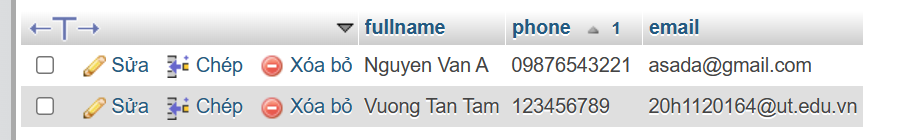 ←T→ fullname phone 1 email
Sửa Chép Xóa bỏ Nguyen Van A 09876543221 asada@gmail.com
Sửa Chép Xóa bỏ Vuong Tan Tam 123456789 20h1120164@ut.edu.vn